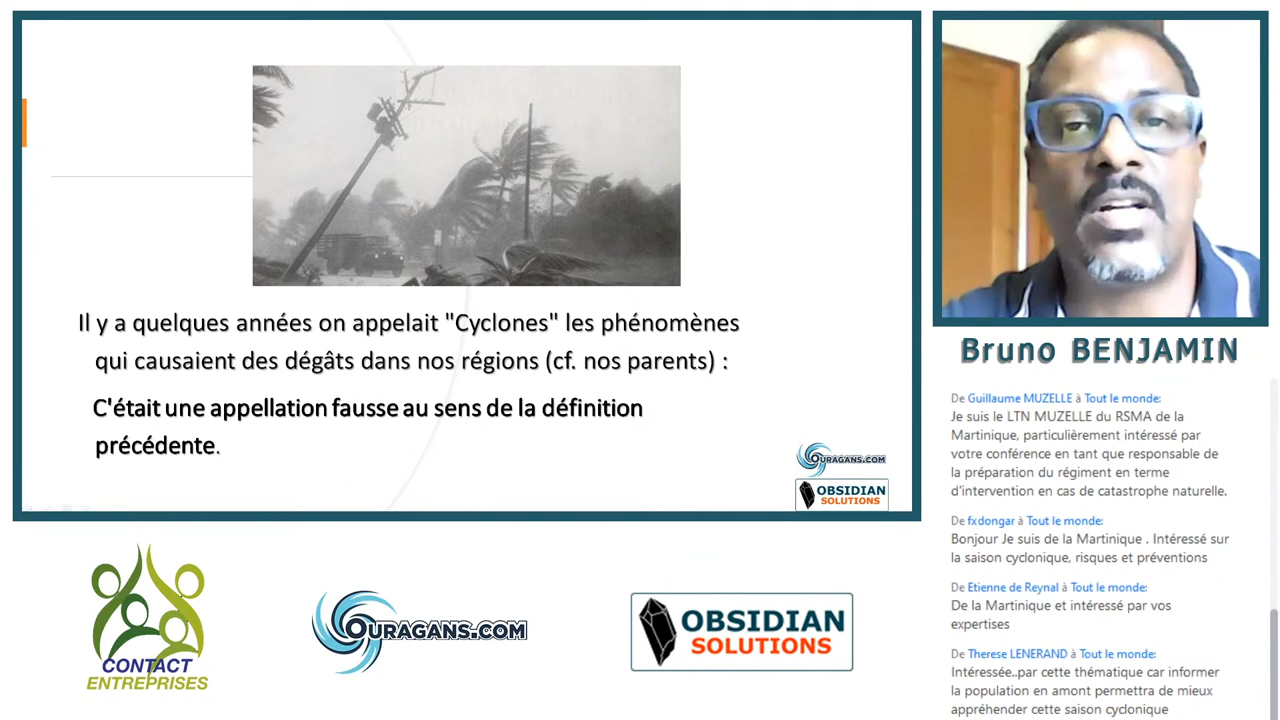 Il y a quelques années on appelait "Cyclones" les phénomènes
qui causaient des dégâts dans nos régions (cf. nos parents) :
C'était une appellation fausse au sens de la définition
précédente.
OURAGANS.COM
OBSIDIAN
SOLUTIONS
Bruno BENJAMIN
De Guillaume MUZELLE à Tout le monde:
Je suis le LTN MUZELLE du RSMA de la
Martinique, particulièrement intéressé par
votre conférence en tant que responsable de
la préparation du régiment en terme
d'intervention en cas de catastrophe naturelle.
De fxdongar à Tout le monde:
Bonjour Je suis de la Martinique . Intéressé sur
la saison cyclonique, risques et préventions
De Etienne de Reynal à Tout le monde:
De la Martinique et intéressé par vos
expertises
De Therese LENERAND à Tout le monde:
Intéressée..par cette thématique car informer
la population en amont permettra de mieux
appréhender cette saison cyclonique
CONTACT
ENTREPRISES
OURAGANS.COM
OBSIDIAN
SOLUTIONS